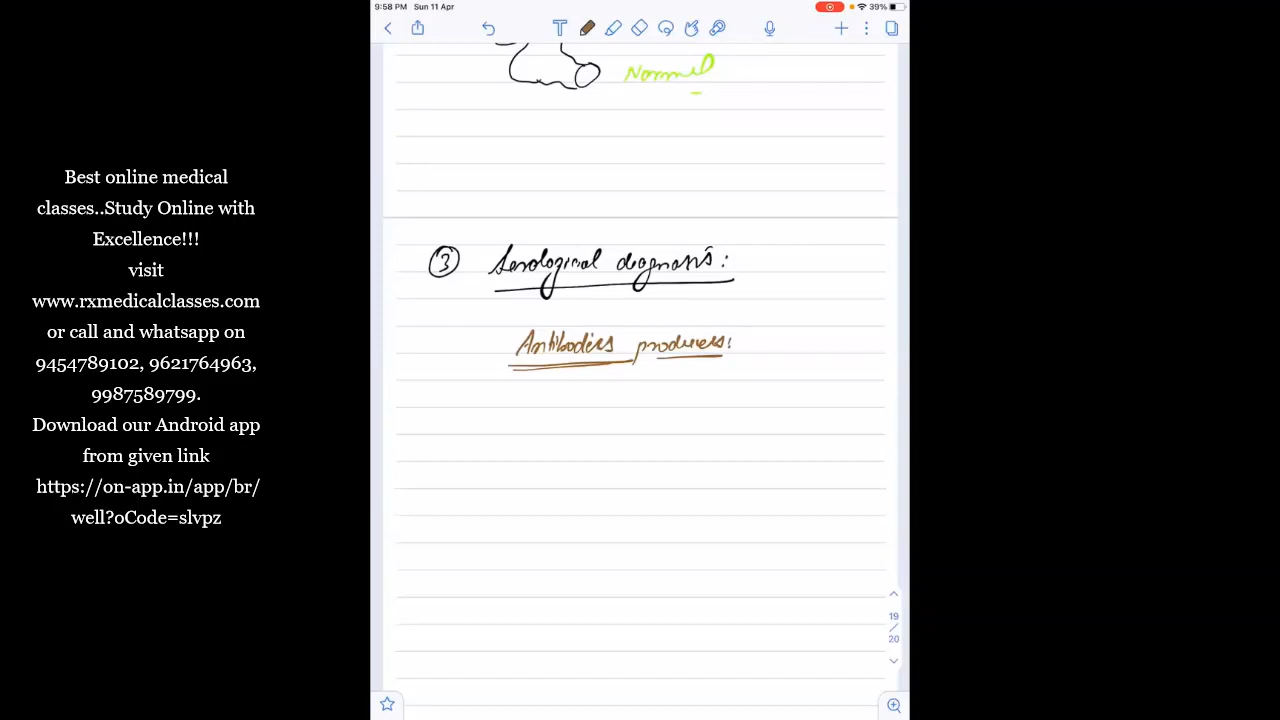 9:58 PM Sun 11 Apr
39%
T
Normal
Best online medical
classes..Study Online with
Excellence!!!
visit
www.rxmedicalclasses.com
or call and whatsapp on
9454789102, 9621764963,
9987589799.
Download our Android app
from given link
https://on-app.in/app/br/
well?oCode=slvpz
3 Serological diagnosis:
Antibodies produces:
19
/
20